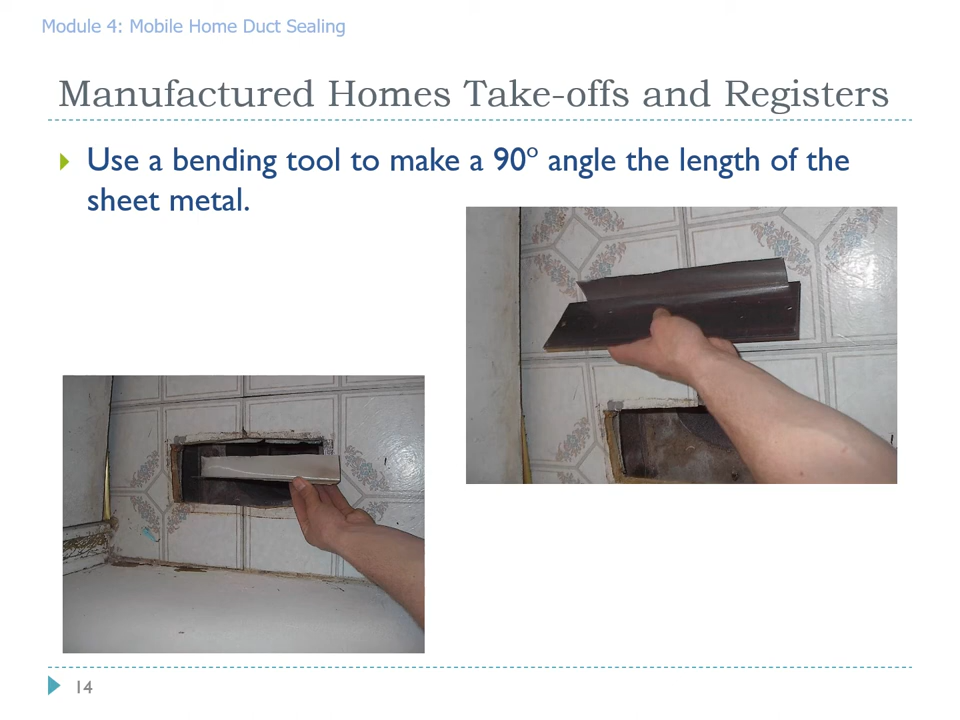 Module 4: Mobile Home Duct Sealing
Manufactured Homes Take-offs and Registers
Use a bending tool to make a 90º angle the length of the
sheet metal.
14